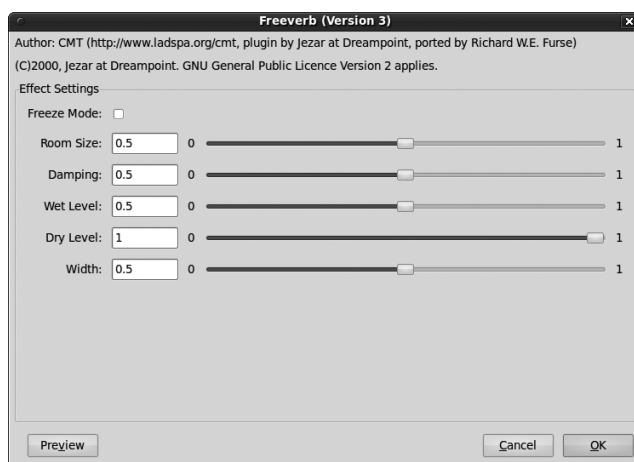 Freeverb (Version 3)
Author: CMT (http://www.ladspa.org/cmt, plugin by Jezar at Dreampoint, ported by Richard W.E. Furse)
(C)2000, Jezar at Dreampoint. GNU General Public Licence Version 2 applies.
Effect Settings
Freeze Mode:
Room Size: 0.5 0 1
Damping: 0.5 0 1
Wet Level: 0.5 0 1
Dry Level: 1 0 1
Width: 0.5 0 1
Preview Cancel OK